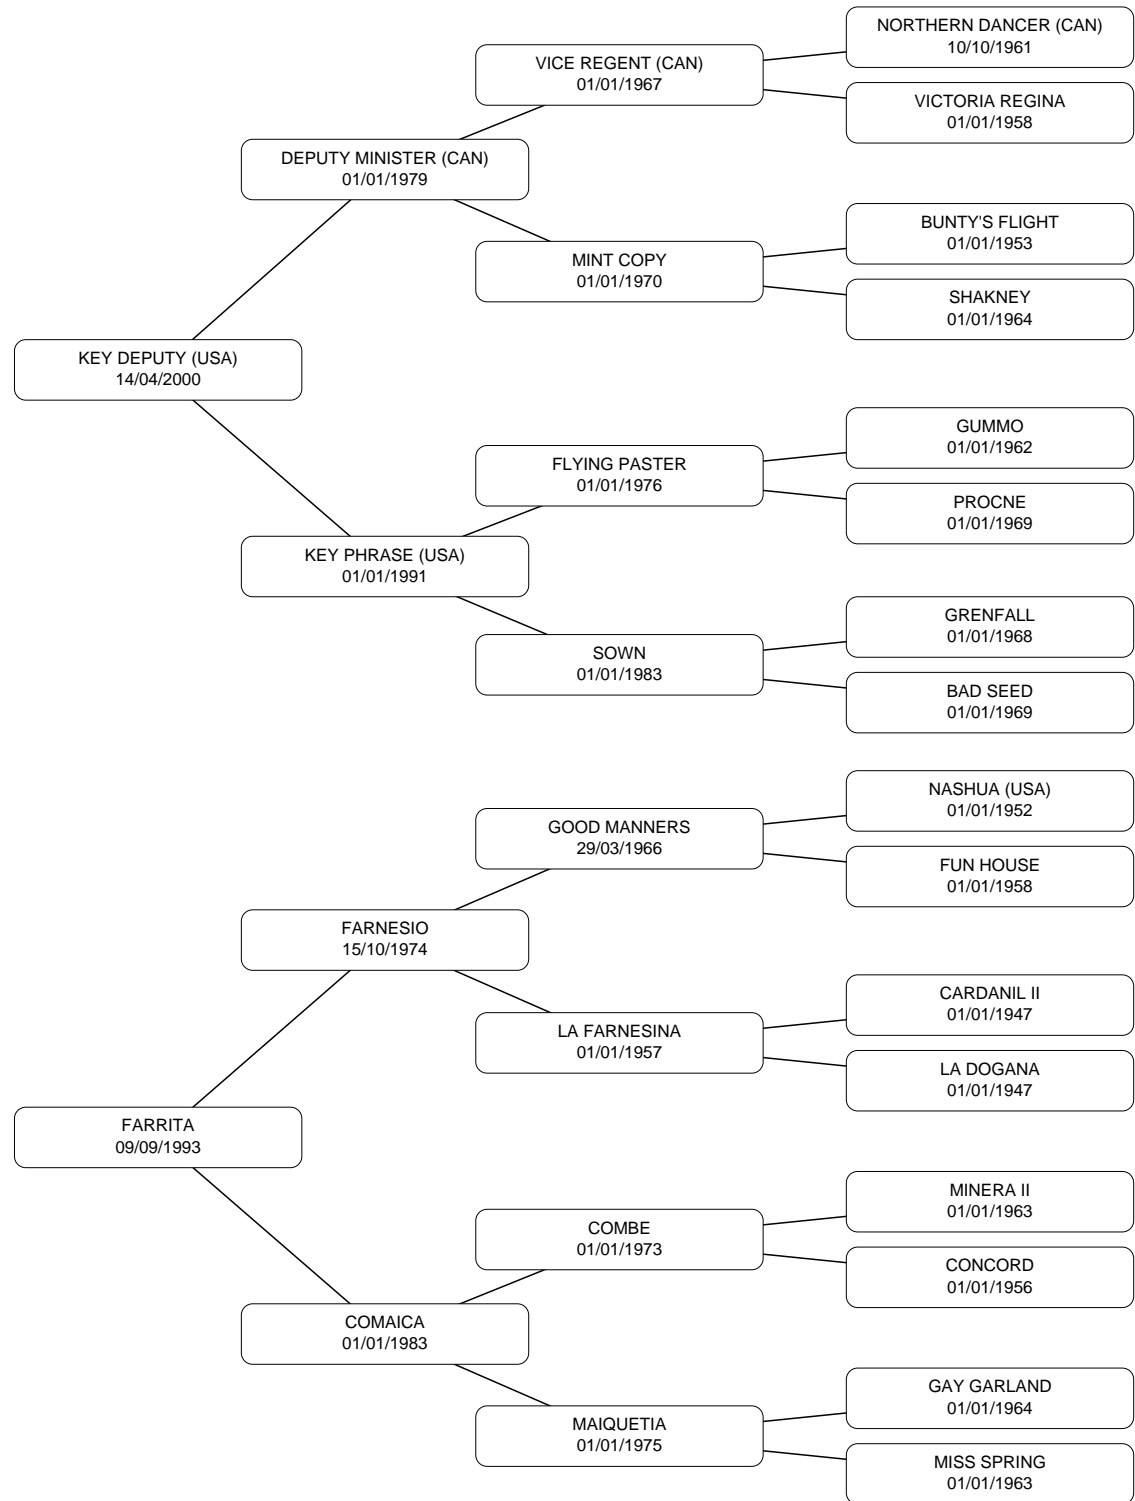 NORTHERN DANCER (CAN)
10/10/1961
VICE REGENT (CAN)
01/01/1967
VICTORIA REGINA
01/01/1958
DEPUTY MINISTER (CAN)
01/01/1979
BUNTY'S FLIGHT
01/01/1953
MINT COPY
01/01/1970
SHAKNEY
01/01/1964
KEY DEPUTY (USA)
14/04/2000
GUMMO
01/01/1962
FLYING PASTER
01/01/1976
PROCNE
01/01/1969
KEY PHRASE (USA)
01/01/1991
GRENFALL
01/01/1968
SOWN
01/01/1983
BAD SEED
01/01/1969
NASHUA (USA)
01/01/1952
GOOD MANNERS
29/03/1966
FUN HOUSE
01/01/1958
FARNESIO
15/10/1974
CARDANIL II
01/01/1947
LA FARNESINA
01/01/1957
LA DOGANA
01/01/1947
FARRITA
09/09/1993
MINERA II
01/01/1963
COMBE
01/01/1973
CONCORD
01/01/1956
COMAICA
01/01/1983
GAY GARLAND
01/01/1964
MAIQUETIA
01/01/1975
MISS SPRING
01/01/1963